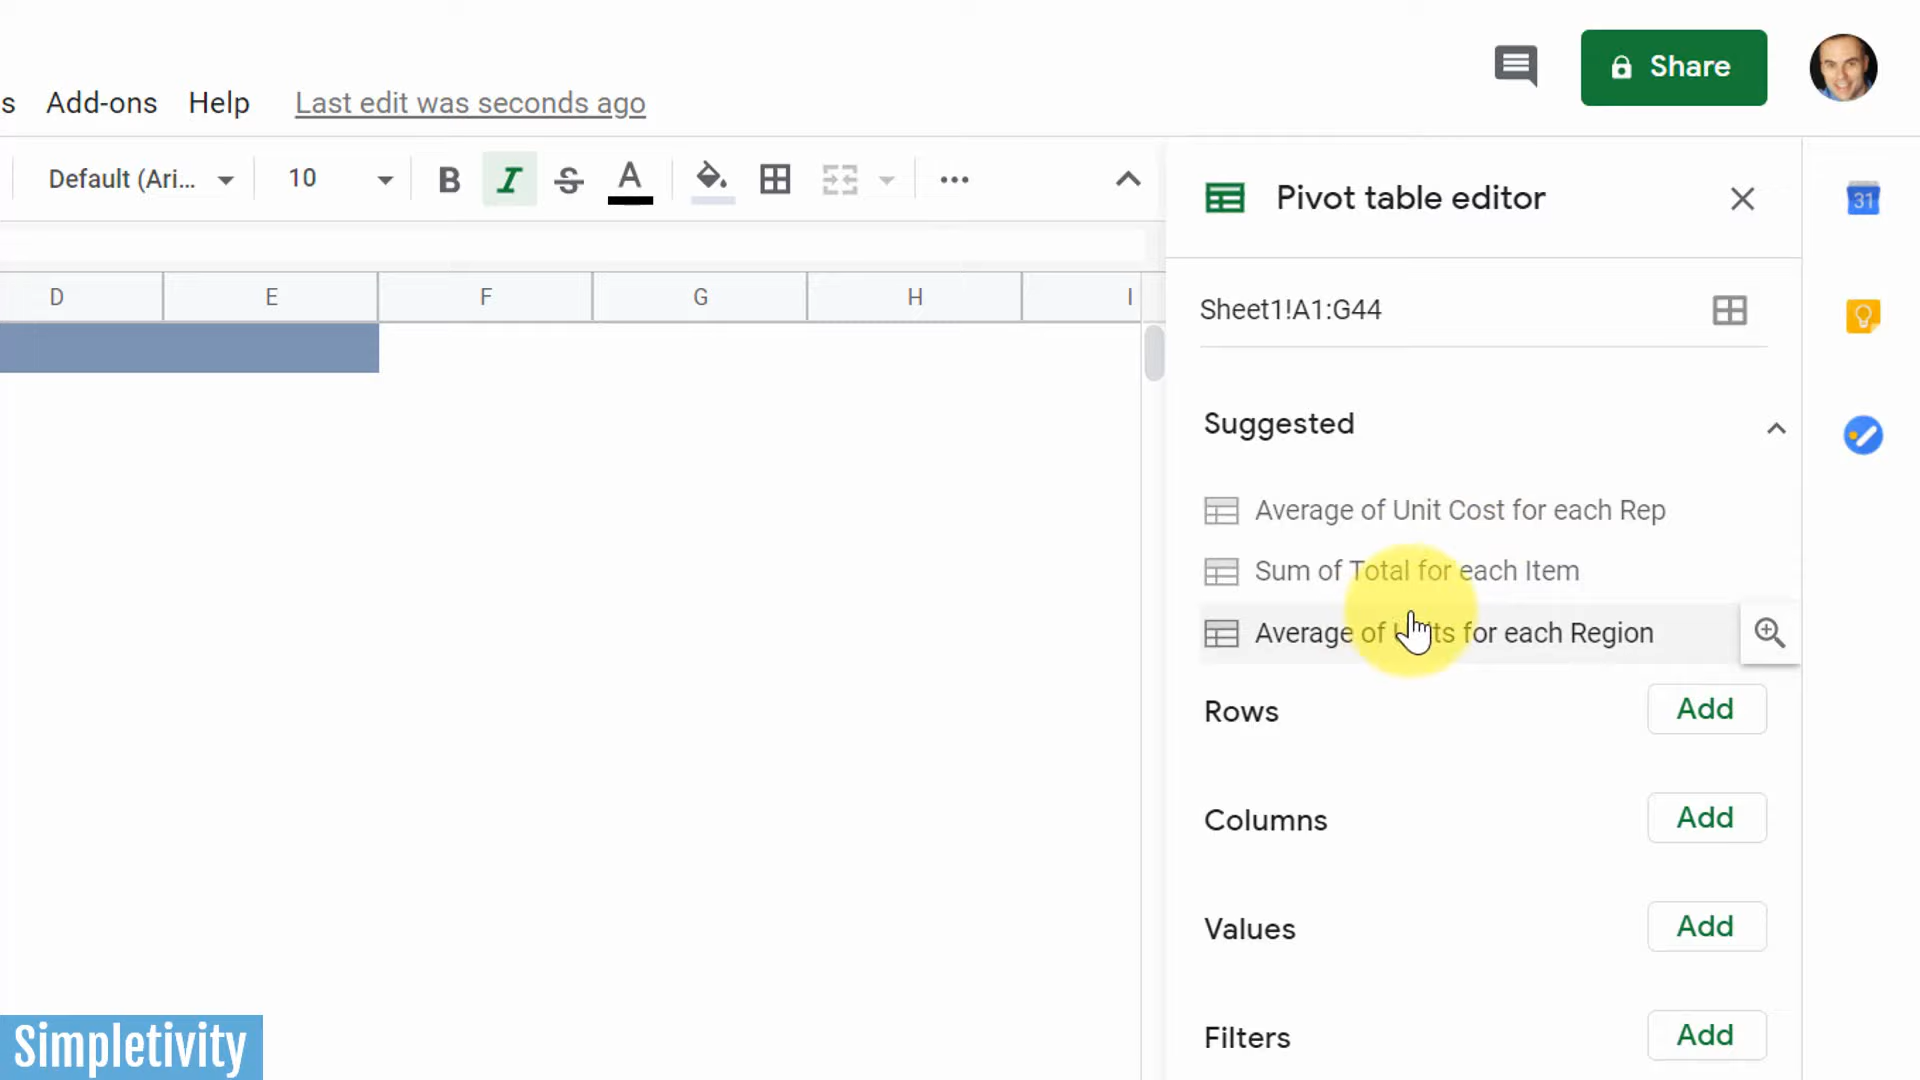 Share
s Add-ons Help Last edit was seconds ago
Default (Ari... 10 B I S A
Pivot table editor
31
D E F G H I
Sheet1!A1:G44
Suggested
Average of Unit Cost for each Rep
Sum of Total for each Item
Average of Units for each Region
Rows Add
Columns Add
Values Add
Filters Add
Simpletivity